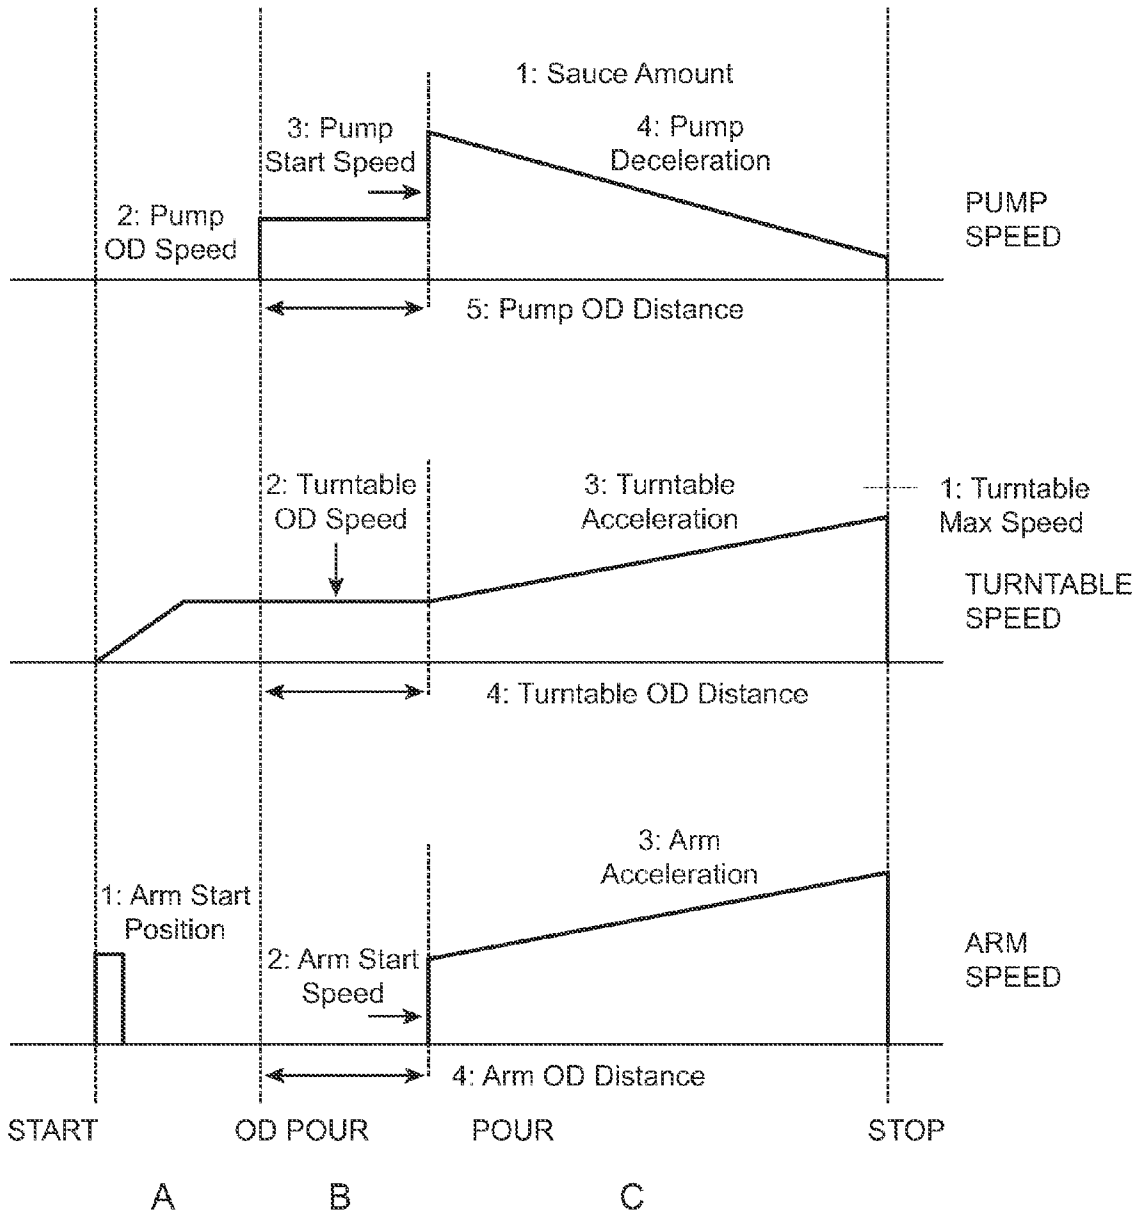 1: Sauce Amount
3: Pump
Start Speed
4: Pump
Deceleration
2: Pump
OD Speed
PUMP
SPEED
5: Pump OD Distance
2: Turntable
OD Speed
3: Turntable
Acceleration
1: Turntable
Max Speed
TURNTABLE
SPEED
4: Turntable OD Distance
3: Arm
Acceleration
1: Arm Start
Position
2: Arm Start
Speed
ARM
SPEED
4: Arm OD Distance
START OD POUR POUR STOP
A B C